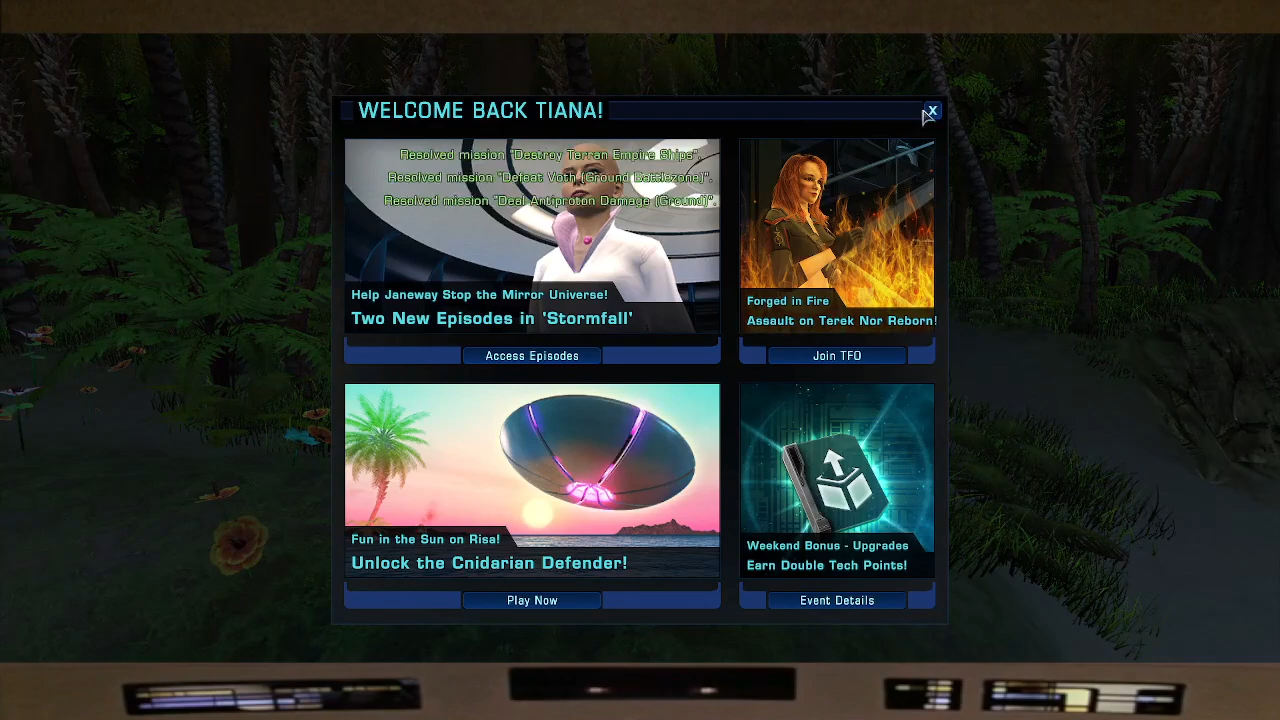 WELCOME BACK TIANA!
X
Resolved mission "Destroy Terran Empire Ships".
Resolved mission "Defeat Voth (Ground Battlezone)".
Resolved mission "Deal Antiproton Damage (Ground)".
Help Janeway Stop the Mirror Universe!
Two New Episodes in 'Stormfall'
Access Episodes
Forged in Fire
Assault on Terek Nor Reborn!
Join TFO
Fun in the Sun on Risa!
Unlock the Cnidarian Defender!
Play Now
Weekend Bonus - Upgrades
Earn Double Tech Points!
Event Details